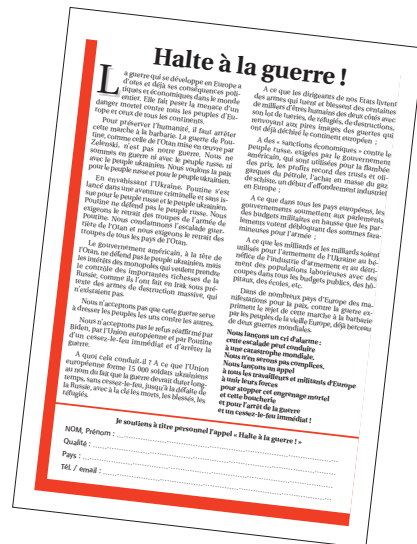 Halte à la guerre !
La guerre qui se développe en Europe a
d'ores et déjà ses conséquences poli-
tiques et économiques dans le monde
entier. Elle fait peser la menace d'un
danger mortel contre tous les peuples d'Eu-
rope et ceux de tous les continents.
Pour préserver l'humanité, il faut arrêter
cette marche à la barbarie. La guerre de Pou-
tine, comme celle de l'Otan mise en œuvre par
Zelenski, n'est pas notre guerre. Nous ne
sommes en guerre ni avec le peuple russe, ni
avec le peuple ukrainien. Nous voulons la paix
pour le peuple russe et pour le peuple ukrainien.
En envahissant l'Ukraine, Poutine s'est
lancé dans une aventure criminelle et sans is-
sue pour le peuple russe et le peuple ukrainien.
Poutine ne défend pas le peuple russe. Nous
exigeons le retrait des troupes de l'armée de
Poutine. Nous condamnons l'escalade guer-
rière de l'Otan et nous exigeons le retrait des
troupes de tous les pays de l'Otan.
Le gouvernement américain, à la tête de
l'Otan, ne défend pas le peuple ukrainien, mais
les intérêts des monopoles qui veulent prendre
le contrôle des importantes richesses de la
Russie, comme ils l'ont fait en Irak sous pré-
texte des armes de destruction massive, qui
n'existaient pas.
Nous n'acceptons pas que cette guerre serve
à dresser les peuples les uns contre les autres.
Nous n'acceptons pas le refus réaffirmé par
Biden, par l'Union européenne et par Poutine
d'un cessez-le-feu immédiat et d'arrêter la
guerre.
A quoi cela conduit-il ? A ce que l'Union
européenne forme 15 000 soldats ukrainiens
au nom du fait que la guerre devrait durer long-
temps, sans cessez-le-feu, jusqu'à la défaite de
la Russie, avec à la clé les morts, les blessés, les
réfugiés.
A ce que les dirigeants de nos Etats livrent
des armes qui tuent et blessent des centaines
de milliers d'êtres humains des deux côtés avec
son lot de tueries, de réfugiés, de destructions,
renvoyant aux pires images des guerres qui
ont déjà déchiré le continent européen ;
A des « sanctions économiques » contre le
peuple russe, exigées par le gouvernement
américain, qui sont utilisées pour la flambée
des prix, les profits record des trusts et oli-
garques du pétrole, l'achat en masse du gaz
de schiste, un début d'effondrement industriel
en Europe ;
A ce que dans tous les pays européens, les
gouvernements soumettent aux parlements
des budgets militaires en hausse que les par-
lements votent débloquant des sommes fara-
mineuses pour l'armée ;
A ce que les milliards et les milliards soient
utilisés pour l'armement de l'Ukraine au bé-
néfice de l'industrie d'armement et au détri-
ment des populations laborieuses avec des
coupes dans tous les budgets publics, des hô-
pitaux, des écoles, etc.
Dans de nombreux pays d'Europe des ma-
nifestations pour la paix, contre la guerre ex-
priment le rejet de cette marche à la barbarie
par les peuples de la vieille Europe, déjà berceau
de deux guerres mondiales.
Nous lançons un cri d'alarme :
cette escalade peut conduire
à une catastrophe mondiale.
Nous n'en serons pas complices.
Nous lançons un appel
à tous les travailleurs et militants d'Europe
à unir leurs forces
pour stopper cet engrenage mortel
et cette boucherie
et pour l'arrêt de la guerre
et un cessez-le-feu immédiat !
Je soutiens à titre personnel l'appel « Halte à la guerre ! »
NOM, Prénom :
Qualité :
Pays :
Tél. / email :